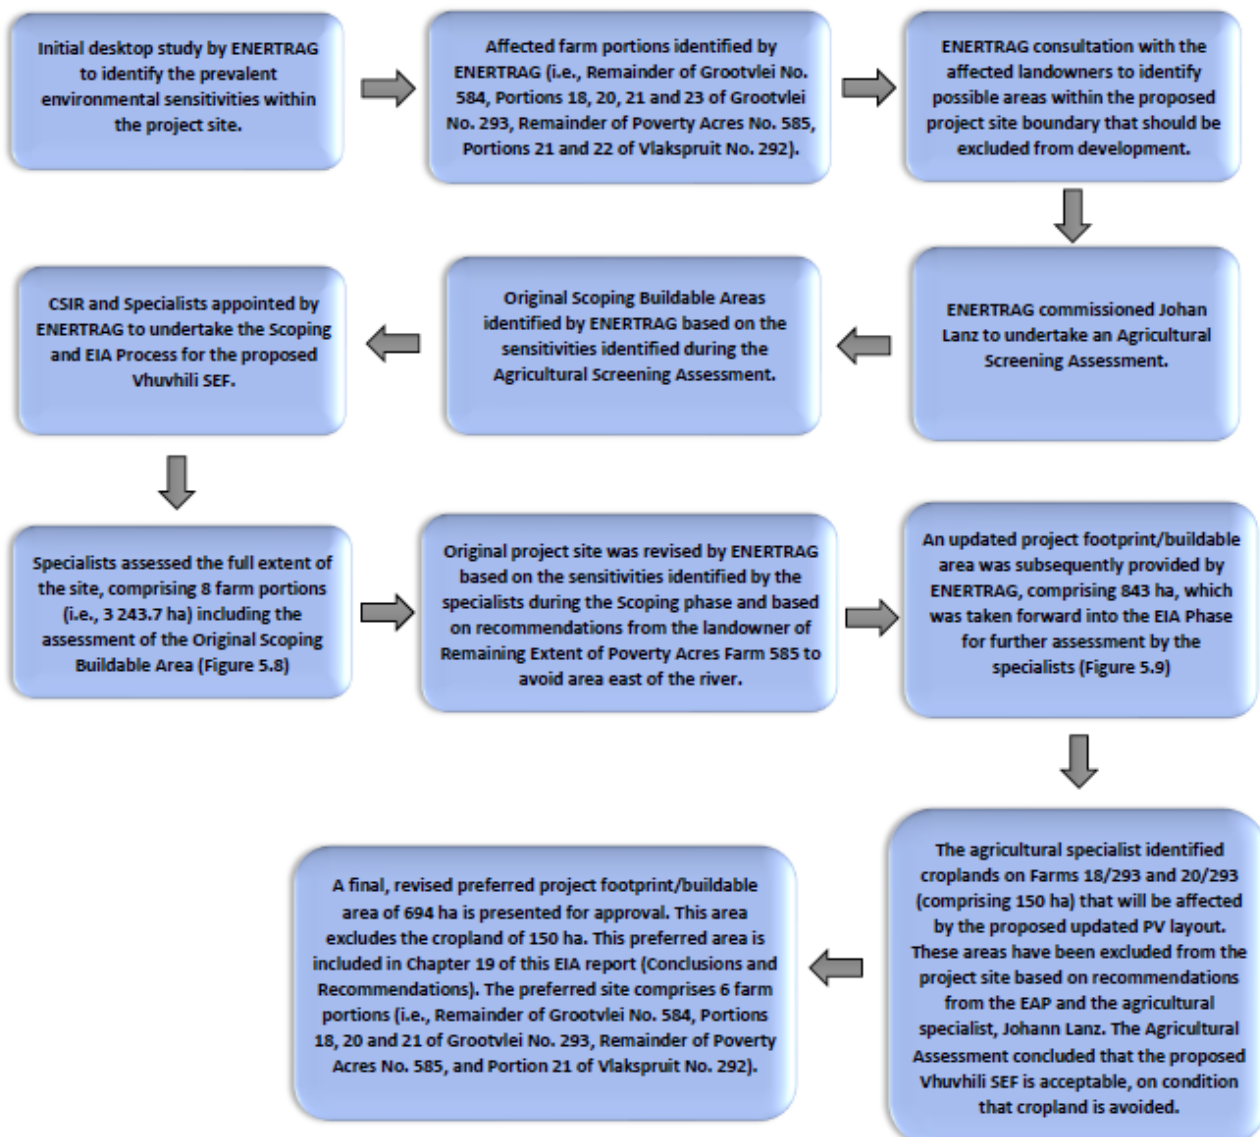 Initial desktop study by ENERTRAG
to identify the prevalent
environmental sensitivities within
the project site.
Affected farm portions identified by
ENERTRAG (i.e., Remainder of Grootvlei No.
584, Portions 18, 20, 21 and 23 of Grootvlei
No. 293, Remainder of Poverty Acres No. 585,
Portions 21 and 22 of Vlakspruit No. 292).
ENERTRAG consultation with the
affected landowners to identify
possible areas within the proposed
project site boundary that should be
excluded from development.
ENERTRAG commissioned Johan
Lanz to undertake an Agricultural
Screening Assessment.
Original Scoping Buildable Areas
identified by ENERTRAG based on the
sensitivities identified during the
Agricultural Screening Assessment.
CSIR and Specialists appointed by
ENERTRAG to undertake the Scoping
and EIA Process for the proposed
Vhuvhili SEF.
Specialists assessed the full extent of
the site, comprising 8 farm portions
(i.e., 3 243.7 ha) including the
assessment of the Original Scoping
Buildable Area (Figure 5.8)
Original project site was revised by ENERTRAG
based on the sensitivities identified by the
specialists during the Scoping phase and based
on recommendations from the landowner of
Remaining Extent of Poverty Acres Farm 585 to
avoid area east of the river.
An updated project footprint/buildable
area was subsequently provided by
ENERTRAG, comprising 843 ha, which
was taken forward into the EIA Phase
for further assessment by the
specialists (Figure 5.9)
The agricultural specialist identified
croplands on Farms 18/293 and 20/293
(comprising 150 ha) that will be affected
by the proposed updated PV layout.
These areas have been excluded from the
project site based on recommendations
from the EAP and the agricultural
specialist, Johann Lanz. The Agricultural
Assessment concluded that the proposed
Vhuvhili SEF is acceptable, on condition
that cropland is avoided.
A final, revised preferred project footprint/buildable
area of 694 ha is presented for approval. This area
excludes the cropland of 150 ha. This preferred area is
included in Chapter 19 of this EIA report (Conclusions and
Recommendations). The preferred site comprises 6 farm
portions (i.e., Remainder of Grootvlei No. 584, Portions
18, 20 and 21 of Grootvlei No. 293, Remainder of Poverty
Acres No. 585, and Portion 21 of Vlakspruit No. 292).